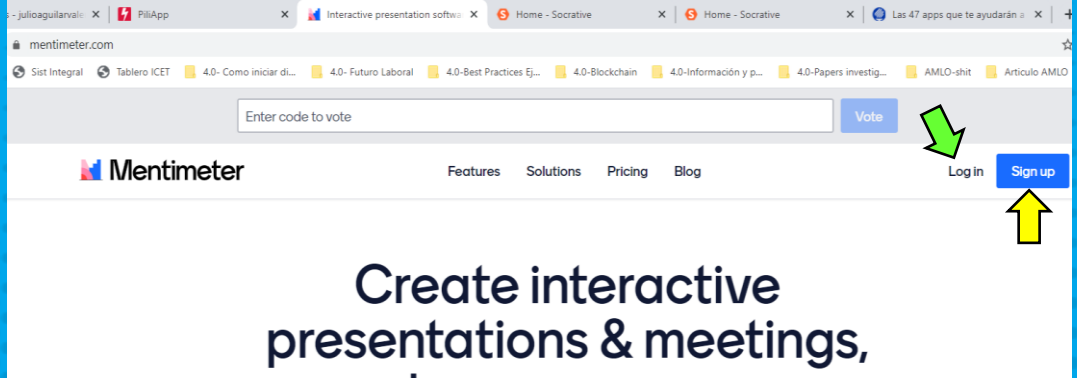 s - julioaguilarvale
PiliApp
Interactive presentation softwa
Home - Socrative
Home - Socrative
Las 47 apps que te ayudarán a
mentimeter.com
Sist Integral
Tablero ICET
4.0- Como iniciar di...
4.0- Futuro Laboral
4.0-Best Practices Ej...
4.0-Blockchain
4.0-Información y p...
4.0-Papers investig...
AMLO-shit
Articulo AMLO
Enter code to vote
Vote
Mentimeter
Features
Solutions
Pricing
Blog
Log in
Sign up
Create interactive
presentations & meetings,